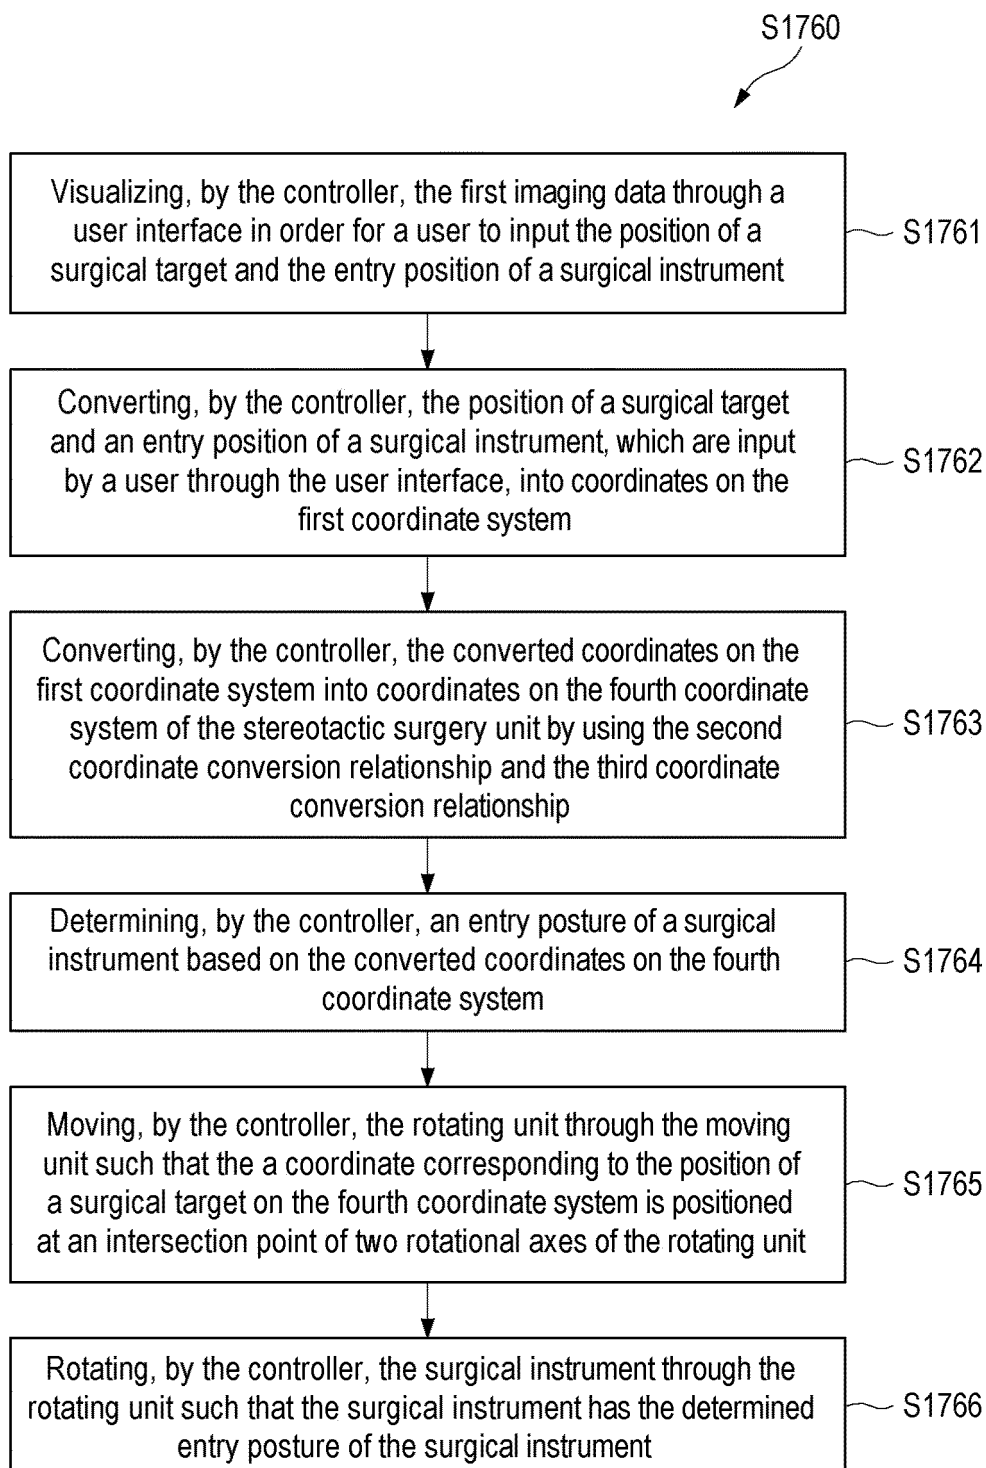 S1760
Visualizing, by the controller, the first imaging data through a
user interface in order for a user to input the position of a
surgical target and the entry position of a surgical instrument
S1761
Converting, by the controller, the position of a surgical target
and an entry position of a surgical instrument, which are input
by a user through the user interface, into coordinates on the
first coordinate system
S1762
Converting, by the controller, the converted coordinates on the
first coordinate system into coordinates on the fourth coordinate
system of the stereotactic surgery unit by using the second
coordinate conversion relationship and the third coordinate
conversion relationship
S1763
Determining, by the controller, an entry posture of a surgical
instrument based on the converted coordinates on the fourth
coordinate system
S1764
Moving, by the controller, the rotating unit through the moving
unit such that the a coordinate corresponding to the position of
a surgical target on the fourth coordinate system is positioned
at an intersection point of two rotational axes of the rotating unit
S1765
Rotating, by the controller, the surgical instrument through the
rotating unit such that the surgical instrument has the determined
entry posture of the surgical instrument
S1766